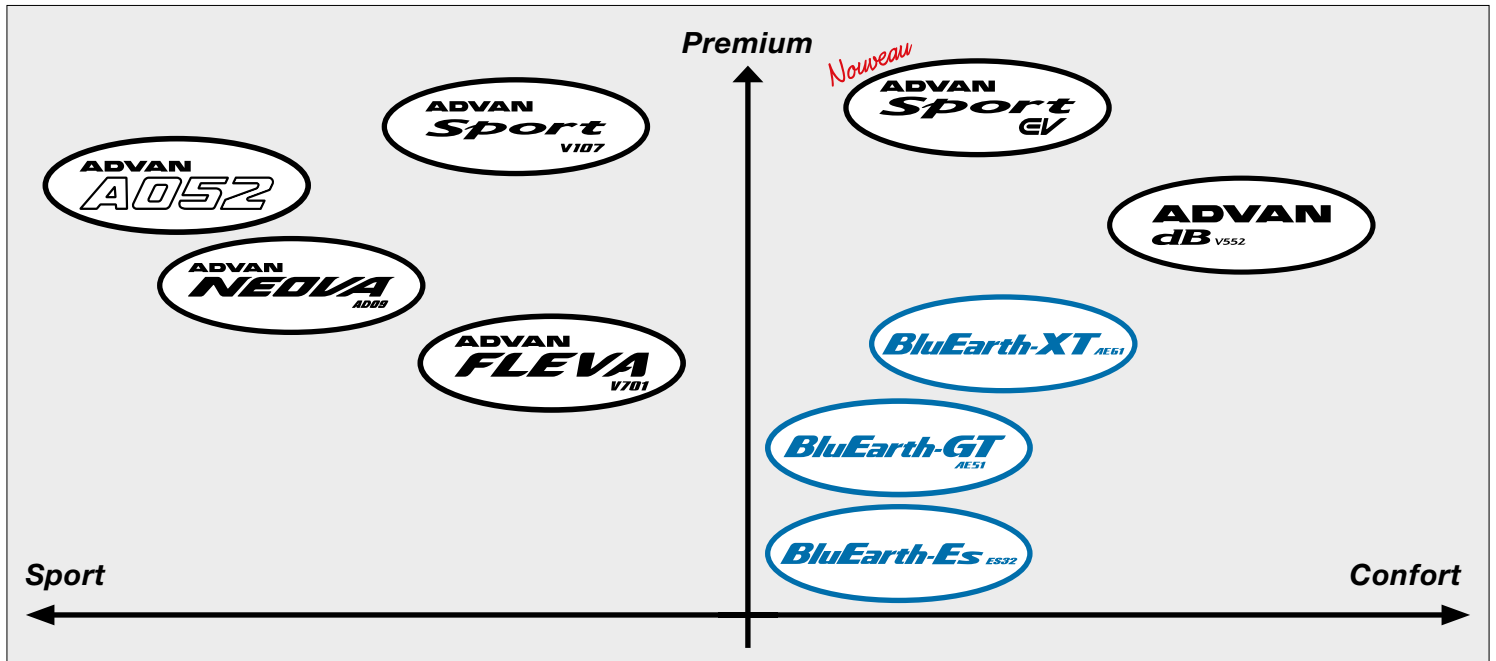 Premium
Nouveau
ADVAN
Sport
EV
ADVAN
Sport
V107
ADVAN
A052
ADVAN
dB V552
ADVAN
NEOVA
AD09
ADVAN
FLEVA
V701
BluEarth-XT AE61
BluEarth-GT
AE51
BluEarth-Es ES32
Sport
Confort